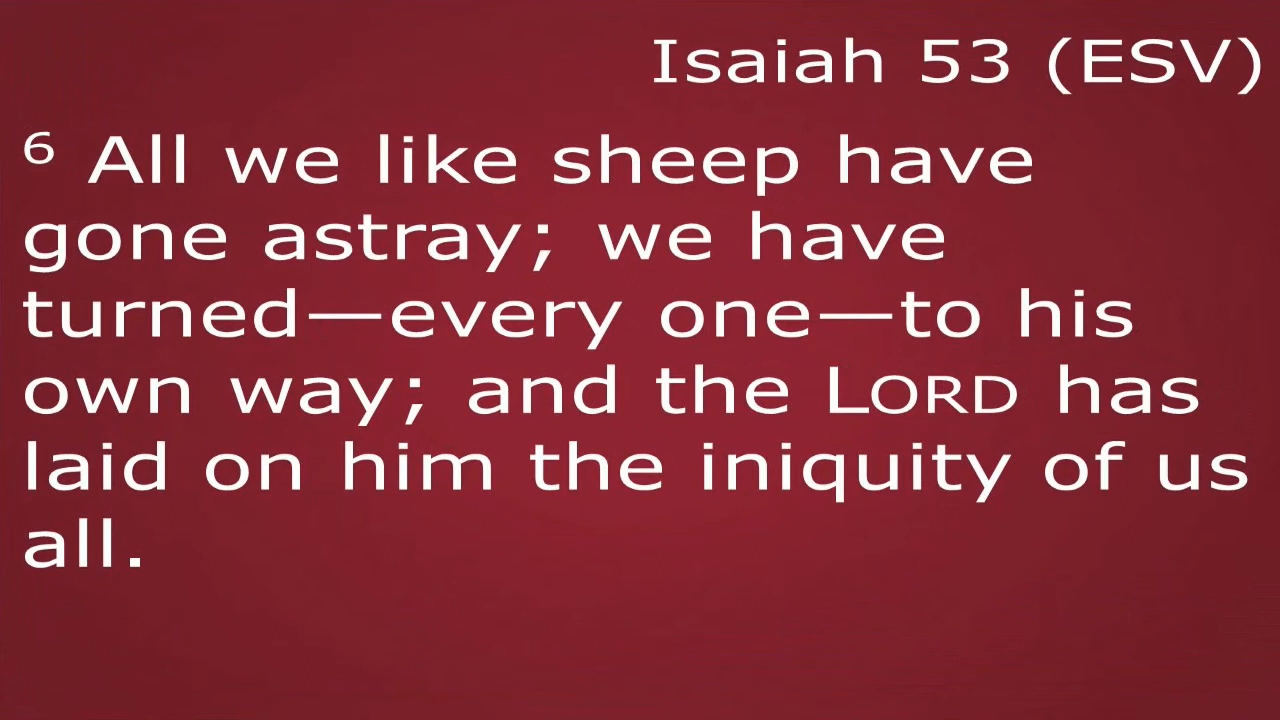 Isaiah 53 (ESV)
⁶ All we like sheep have
gone astray; we have
turned—every one—to his
own way; and the LORD has
laid on him the iniquity of us
all.